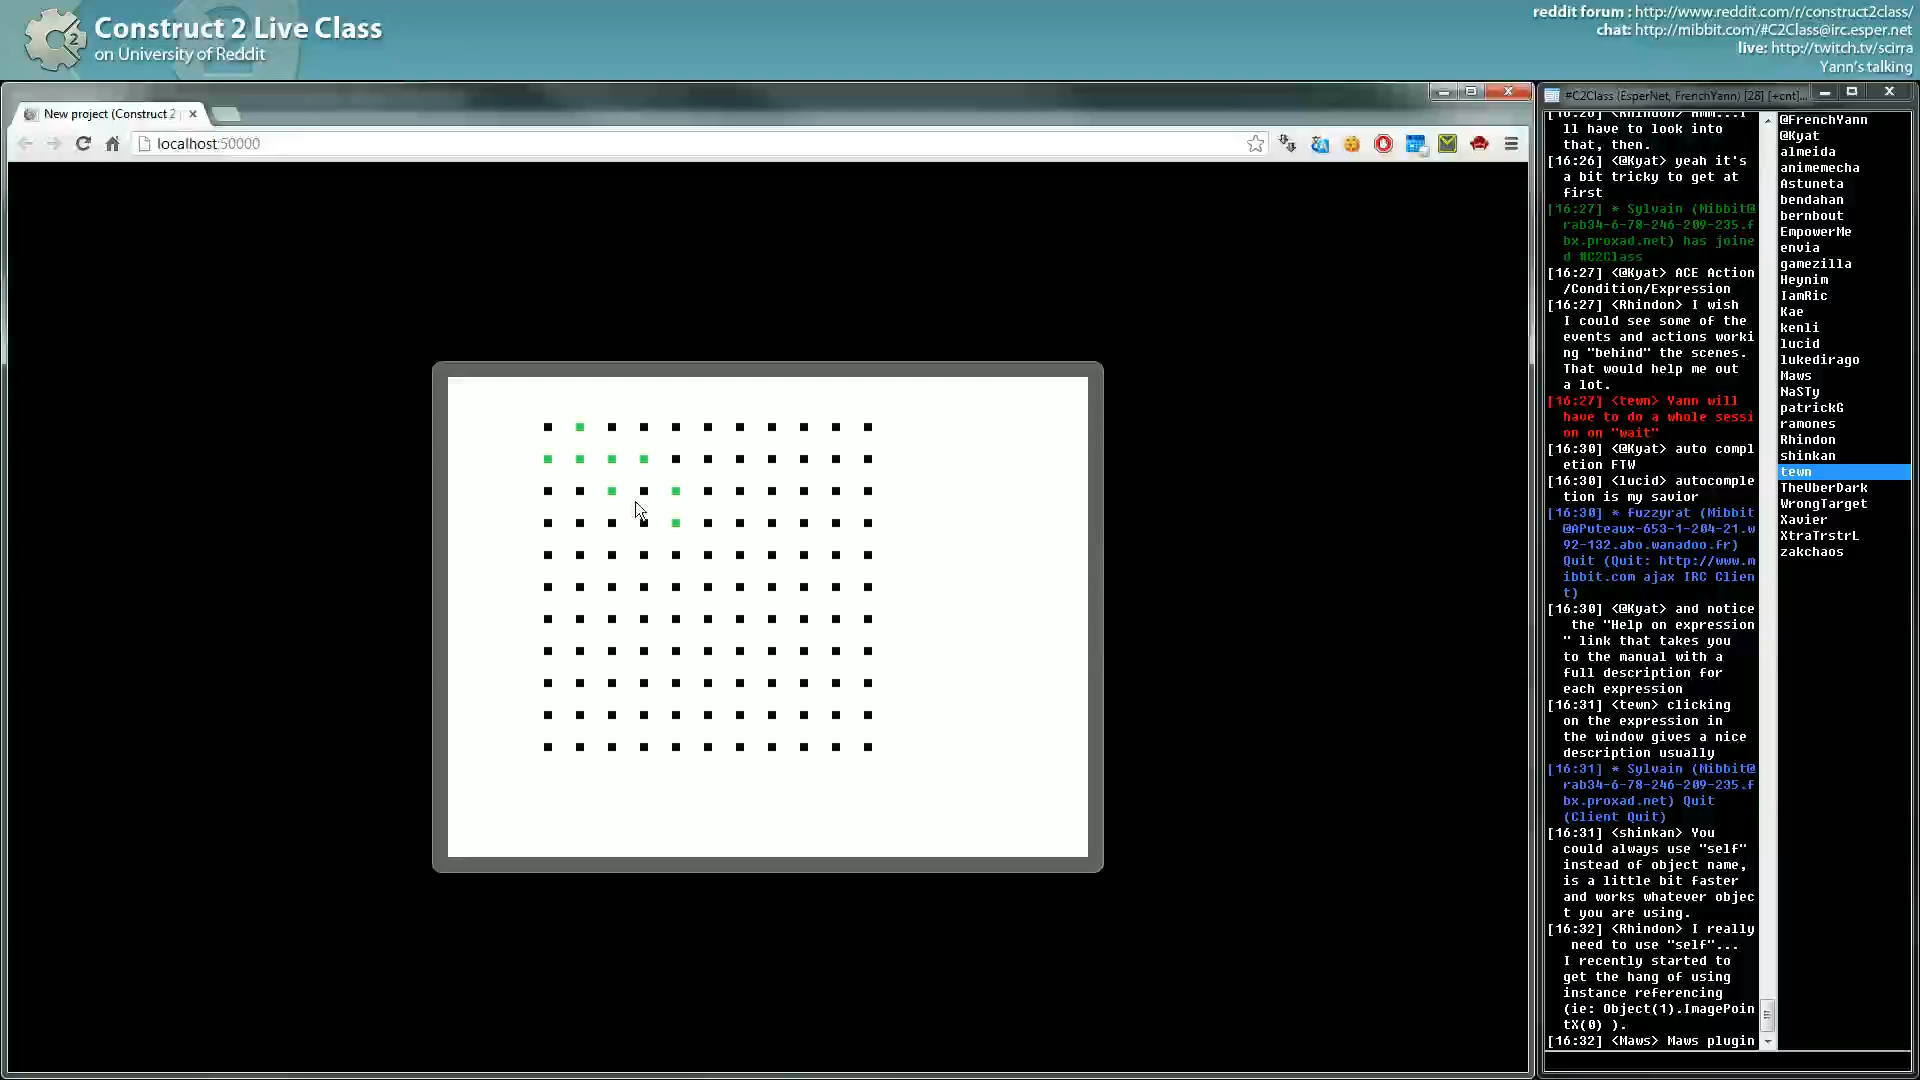 Construct 2 Live Class
on University of Reddit
reddit forum : http://www.reddit.com/r/construct2class/
chat: http://mibbit.com/#C2Class@irc.esper.net
live: http://twitch.tv/scirra
Yann's talking
New project (Construct 2
localhost:50000
#C2Class (EsperNet, FrenchYann) [28] [+cnt]...
ll have to look into
that, then.
[16:26] <@Kyat> yeah it's
a bit tricky to get at
first
[16:27] * Sylvain (Mibbit@
rab34-6-78-246-209-235.f
bx.proxad.net) has joine
d #C2Class
[16:27] <@Kyat> ACE Action
/Condition/Expression
[16:27] <Rhindon> I wish
I could see some of the
events and actions worki
ng "behind" the scenes.
That would help me out
a lot.
[16:27] <tewn> Yann will
have to do a whole sessi
on on "wait"
[16:30] <@Kyat> auto compl
etion FTW
[16:30] <lucid> autocomple
tion is my savior
[16:30] * fuzzyrat (Mibbit
@APuteaux-653-1-204-21.w
92-132.abo.wanadoo.fr)
Quit (Quit: http://www.m
ibbit.com ajax IRC Clien
t)
[16:30] <@Kyat> and notice
the "Help on expression
" link that takes you
to the manual with a
full description for
each expression
[16:31] <tewn> clicking
on the expression in
the window gives a nice
description usually
[16:31] * Sylvain (Mibbit@
rab34-6-78-246-209-235.f
bx.proxad.net) Quit
(Client Quit)
[16:31] <shinkan> You
could always use "self"
instead of object name,
is a little bit faster
and works whatever objec
t you are using.
[16:32] <Rhindon> I really
need to use "self"...
I recently started to
get the hang of using
instance referencing
(ie: Object(1).ImagePoin
tX(0) ).
[16:32] <Maws> Maws plugin
@FrenchYann
@Kyat
almeida
animemecha
Astuneta
bendahan
bernbout
EmpowerMe
envia
gamezilla
Heynim
IamRic
Kae
kenli
lucid
lukedirago
Maws
NaSTy
patrickG
ramones
Rhindon
shinkan
tewn
TheUberDark
WrongTarget
Xavier
XtraTrstrL
zakchaos